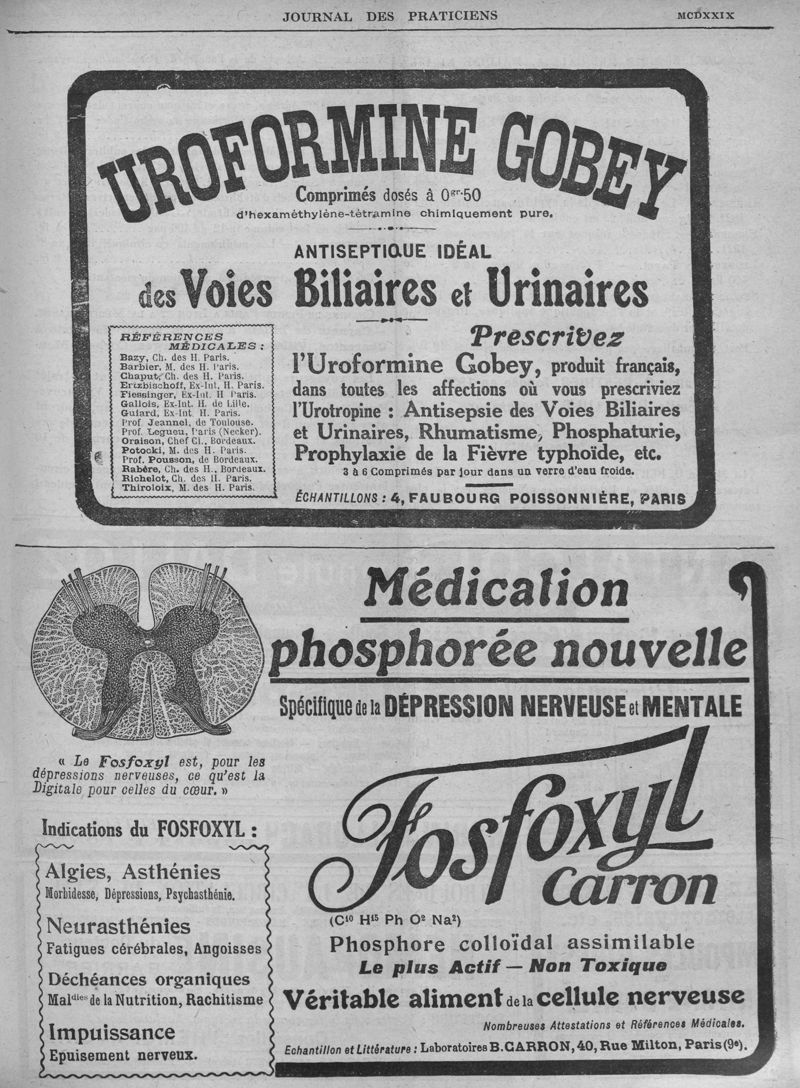 JOURNAL DES PRATICIENS
MCDXXIX
UROFORMINE GOBEY
Comprimés dosés à 0gr.50
d'hexaméthylène-tétramine chimiquement pure.
ANTISEPTIQUE IDÉAL
des Voies Biliaires et Urinaires
RÉFÉRENCES
MÉDICALES :
Bazy, Ch. des H. Paris.
Barbier, M. des H. Paris.
Chaput, Ch. des H. Paris.
Ertzbischoff, Ex-Int. H. Paris.
Fiessinger, Ex-Int. H Paris.
Gallois, Ex-Int. H. de Lille.
Guiard, Ex-Int H. Paris.
Prof. Jeannel, de Toulouse.
Prof. Legueu, Paris (Necker).
Oraison, Chef Cl., Bordeaux.
Potocki, M. des H. Paris.
Prof. Pousson, de Bordeaux.
Rabère, Ch. des H., Bordeaux.
Richelot, Ch. des H. Paris.
Thiroloix, M. des H. Paris.
Prescrivez
l'Uroformine Gobey, produit français,
dans toutes les affections où vous prescriviez
l'Urotropine : Antisepsie des Voies Biliaires
et Urinaires, Rhumatisme, Phosphaturie,
Prophylaxie de la Fièvre typhoïde, etc.
3 à 6 Comprimés par jour dans un verre d'eau froide.
ÉCHANTILLONS : 4, FAUBOURG POISSONNIÈRE, PARIS
Médication
phosphorée nouvelle
Spécifique de la DÉPRESSION NERVEUSE et MENTALE
« Le Fosfoxyl est, pour les
dépressions nerveuses, ce qu'est la
Digitale pour celles du cœur. »
Indications du FOSFOXYL :
Algies, Asthénies
Morbidesse, Dépressions, Psychasthénie.
Neurasthénies
Fatigues cérébrales, Angoisses
Déchéances organiques
Maldies de la Nutrition, Rachitisme
Impuissance
Epuisement nerveux.
Fosfoxyl
Carron
(C10 H15 Ph O2 Na2)
Phosphore colloïdal assimilable
Le plus Actif — Non Toxique
Véritable aliment de la cellule nerveuse
Nombreuses Attestations et Références Médicales.
Echantillon et Littérature : Laboratoires B. CARRON, 40, Rue Milton, Paris (9e).